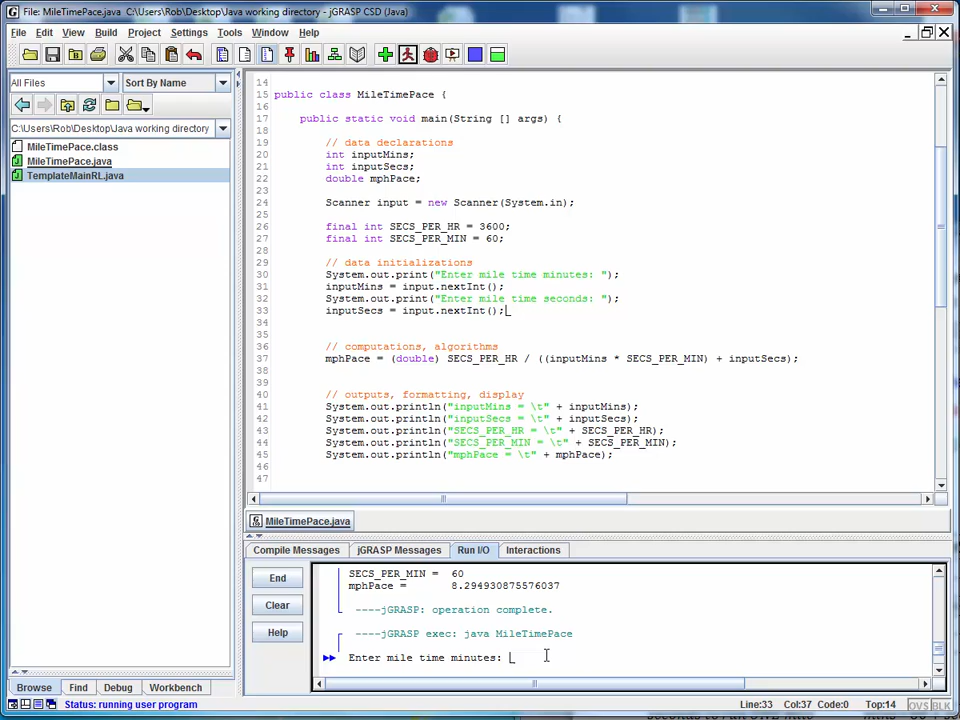 File: MileTimePace.java C:\Users\Rob\Desktop\Java working directory - jGRASP CSD (Java)
File Edit View Build Project Settings Tools Window Help
All Files Sort By Name
C:\Users\Rob\Desktop\Java working directory
MileTimePace.class
MileTimePace.java
TemplateMainRL.java
14
15 public class MileTimePace {
16
17 public static void main(String [] args) {
18
19 // data declarations
20 int inputMins;
21 int inputSecs;
22 double mphPace;
23
24 Scanner input = new Scanner(System.in);
25
26 final int SECS_PER_HR = 3600;
27 final int SECS_PER_MIN = 60;
28
29 // data initializations
30 System.out.print("Enter mile time minutes: ");
31 inputMins = input.nextInt();
32 System.out.print("Enter mile time seconds: ");
33 inputSecs = input.nextInt();
34
35
36 // computations, algorithms
37 mphPace = (double) SECS_PER_HR / ((inputMins * SECS_PER_MIN) + inputSecs);
38
39
40 // outputs, formatting, display
41 System.out.println("inputMins = \t" + inputMins);
42 System.out.println("inputSecs = \t" + inputSecs);
43 System.out.println("SECS_PER_HR = \t" + SECS_PER_HR);
44 System.out.println("SECS_PER_MIN = \t" + SECS_PER_MIN);
45 System.out.println("mphPace = \t" + mphPace);
46
47
MileTimePace.java
Compile Messages jGRASP Messages Run I/O Interactions
End
Clear
Help
SECS_PER_MIN = 60
mphPace = 8.294930875576037
----jGRASP: operation complete.
----jGRASP exec: java MileTimePace
Enter mile time minutes:
Browse Find Debug Workbench
Status: running user program Line:33 Col:37 Code:0 Top:14 OVS BLK